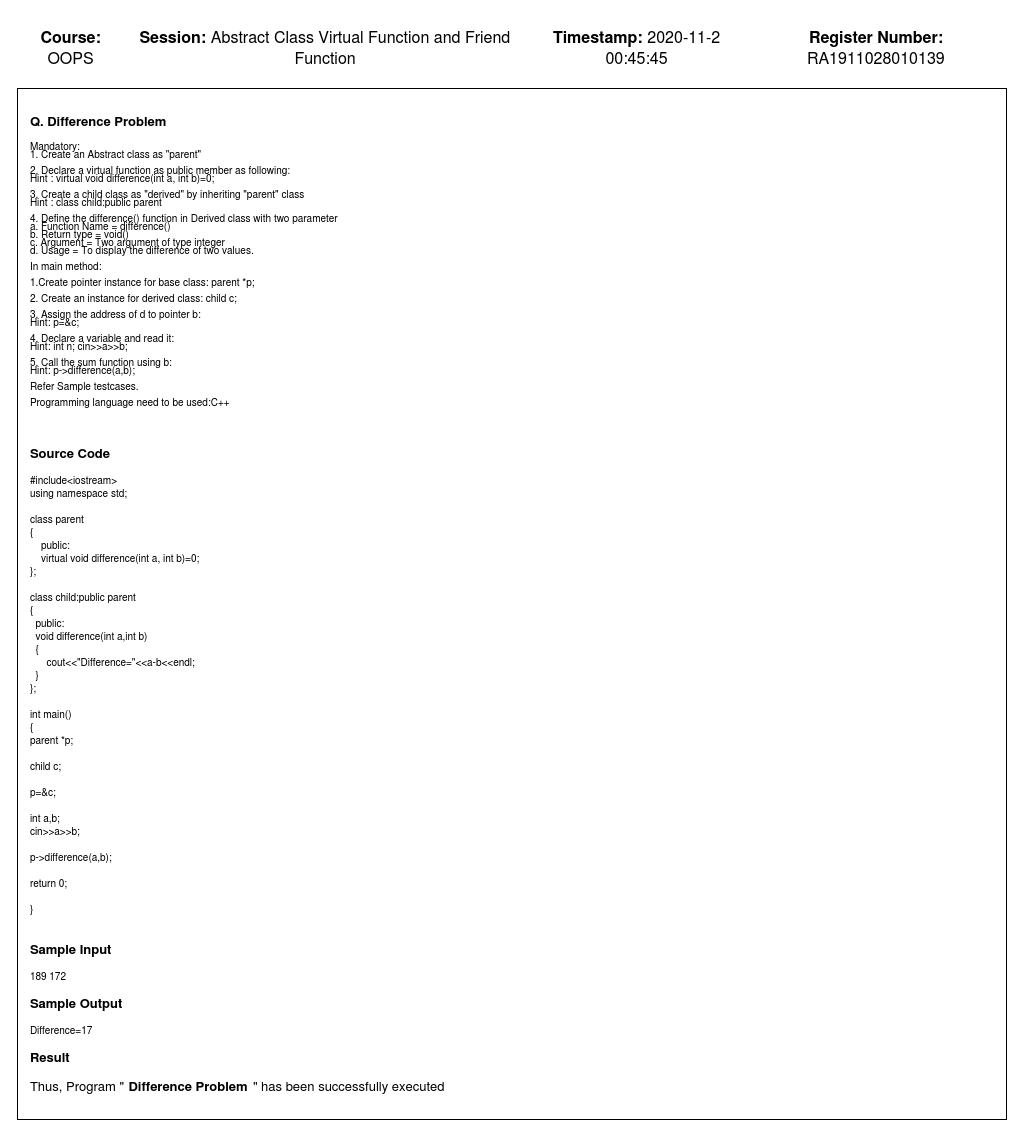 Course:
OOPS
Session: Abstract Class Virtual Function and Friend
Function
Timestamp: 2020-11-2
00:45:45
Register Number:
RA1911028010139
Q. Difference Problem
Mandatory:
1. Create an Abstract class as "parent"
2. Declare a virtual function as public member as following:
Hint : virtual void difference(int a, int b)=0;
3. Create a child class as "derived" by inheriting "parent" class
Hint : class child:public parent
4. Define the difference() function in Derived class with two parameter
a. Function Name = difference()
b. Return type = void()
c. Argument = Two argument of type integer
d. Usage = To display the difference of two values.
In main method:
1.Create pointer instance for base class: parent *p;
2. Create an instance for derived class: child c;
3. Assign the address of d to pointer b:
Hint: p=&c;
4. Declare a variable and read it:
Hint: int n; cin>>a>>b;
5. Call the sum function using b:
Hint: p->difference(a,b);
Refer Sample testcases.
Programming language need to be used:C++
Source Code
#include<iostream>
using namespace std;
class parent
{
public:
virtual void difference(int a, int b)=0;
};
class child:public parent
{
public:
void difference(int a,int b)
{
cout<<"Difference="<<a-b<<endl;
}
};
int main()
{
parent *p;
child c;
p=&c;
int a,b;
cin>>a>>b;
p->difference(a,b);
return 0;
}
Sample Input
189 172
Sample Output
Difference=17
Result
Thus, Program " Difference Problem " has been successfully executed